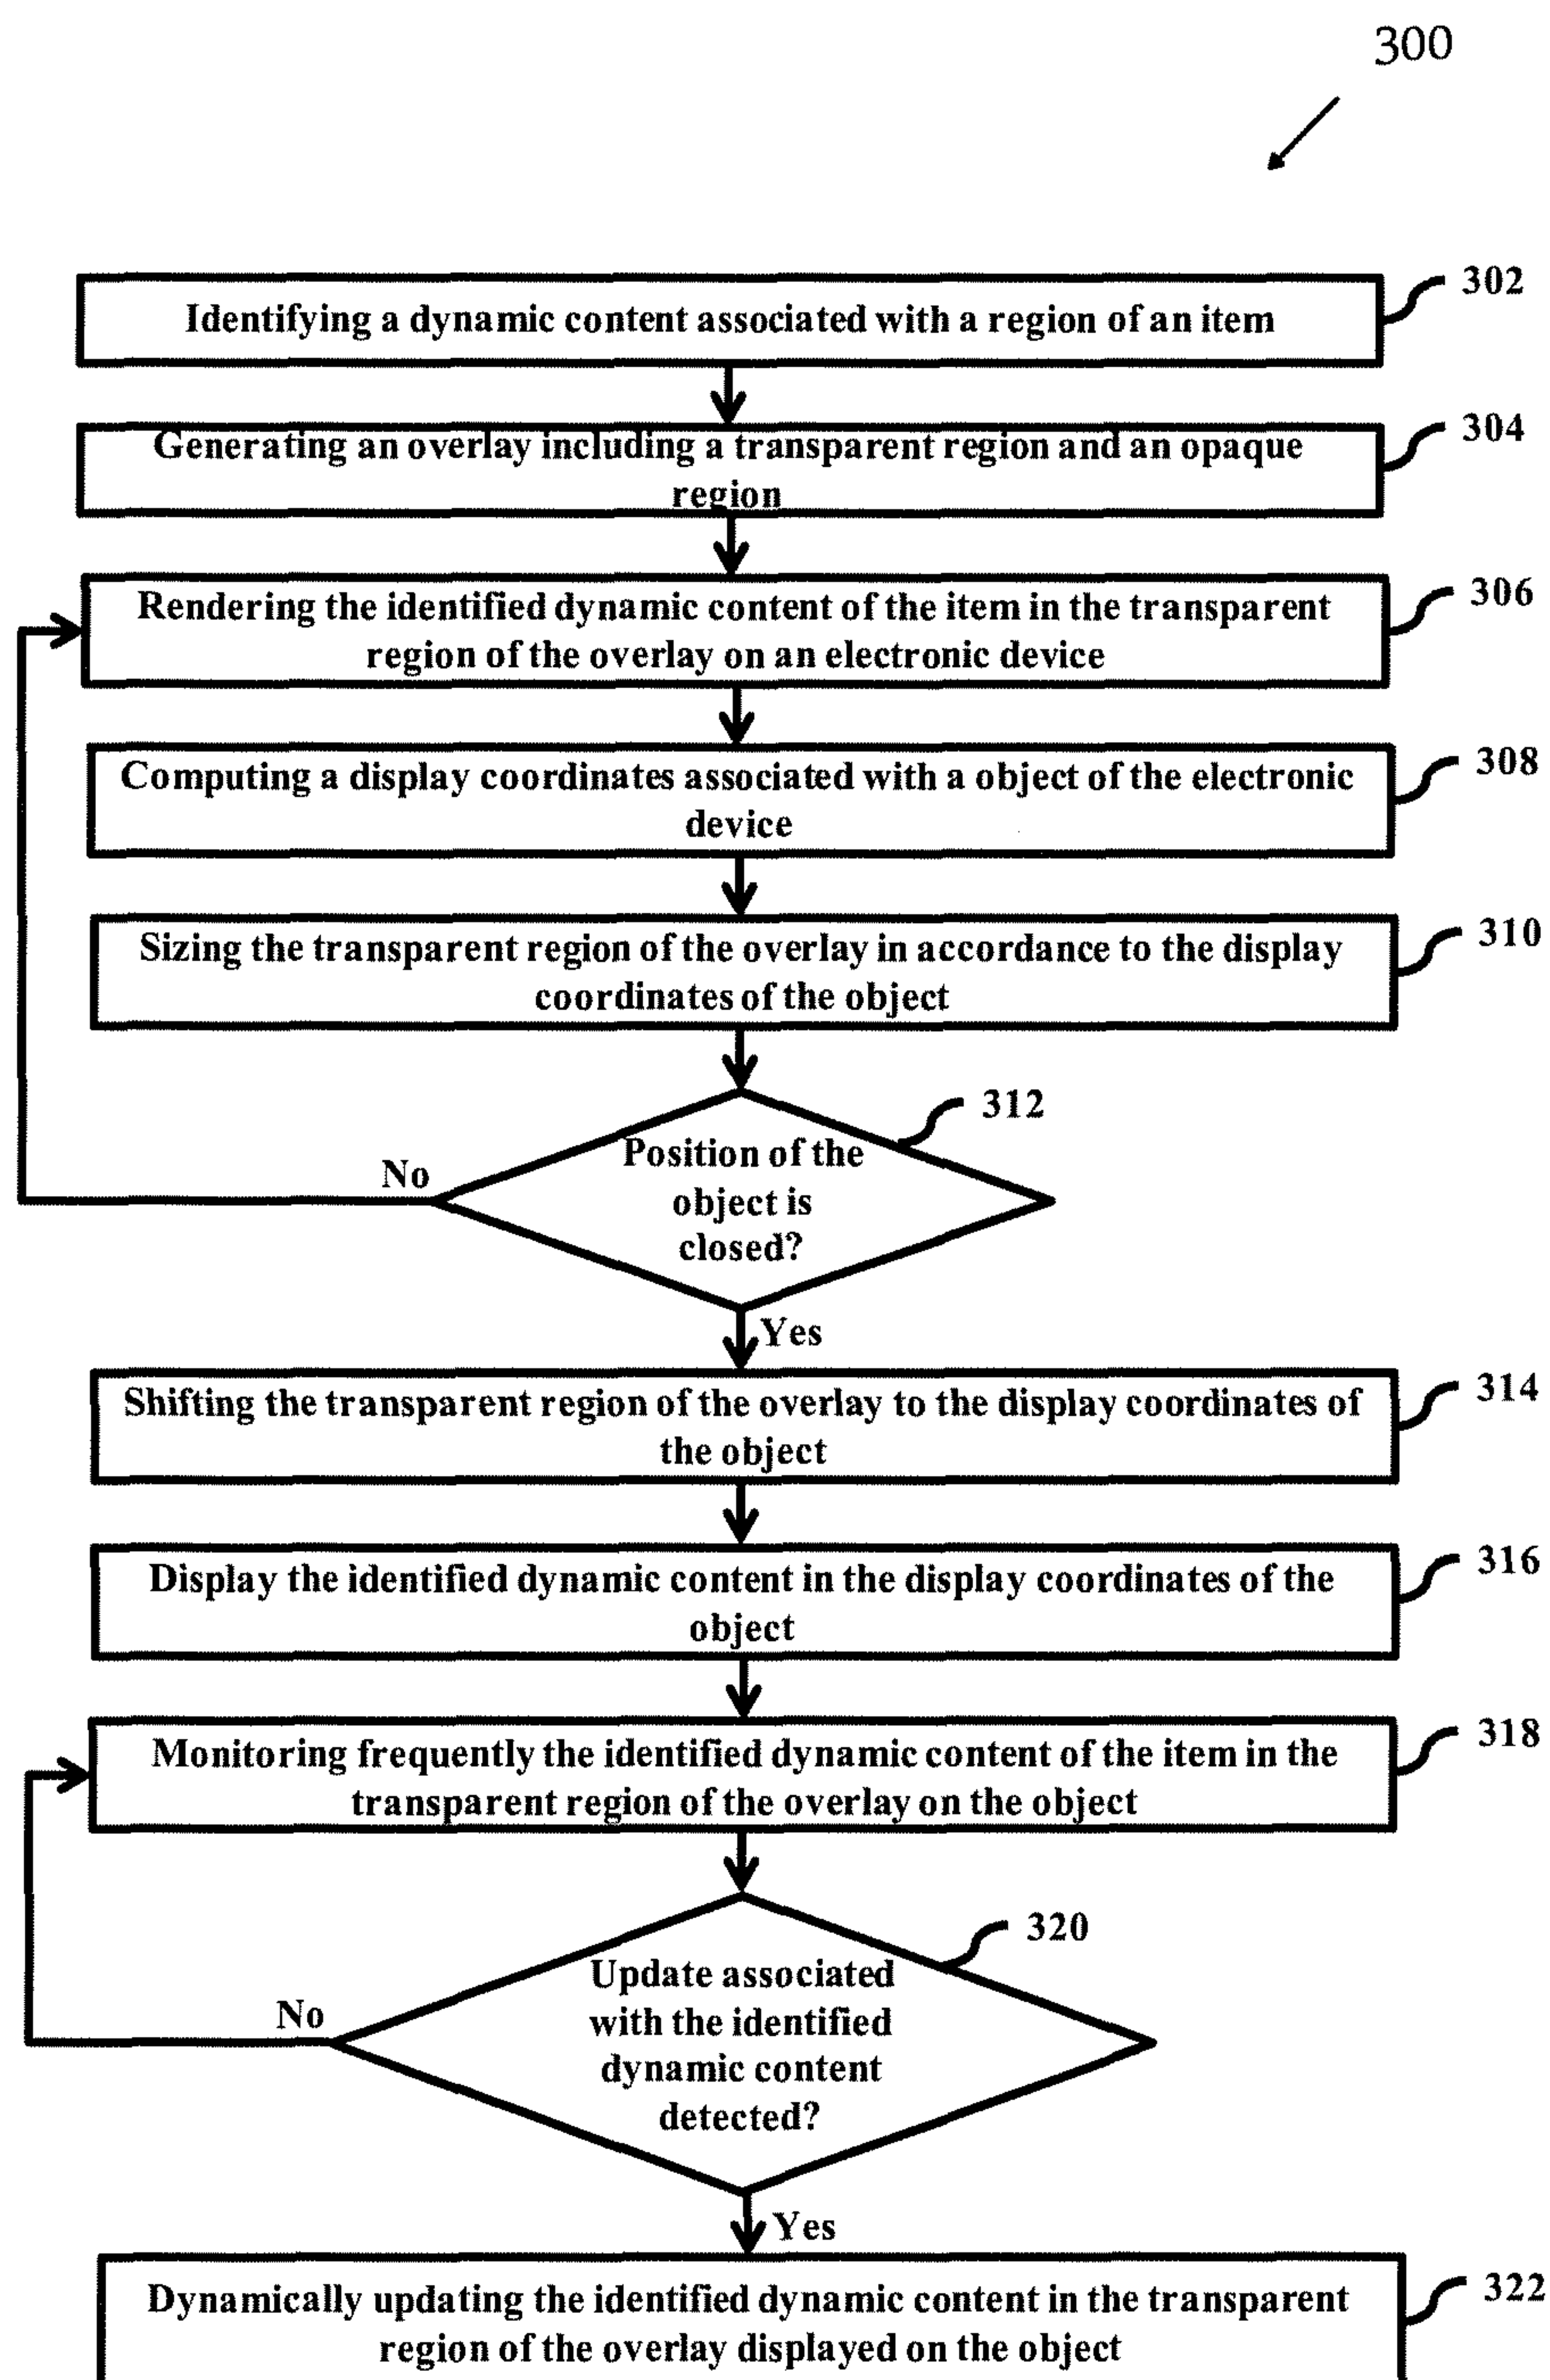 300
302
Identifying a dynamic content associated with a region of an item
304
Generating an overlay including a transparent region and an opaque
region
306
Rendering the identified dynamic content of the item in the transparent
region of the overlay on an electronic device
308
Computing a display coordinates associated with a object of the electronic
device
310
Sizing the transparent region of the overlay in accordance to the display
coordinates of the object
312
Position of the
object is
closed?
No
Yes
314
Shifting the transparent region of the overlay to the display coordinates of
the object
316
Display the identified dynamic content in the display coordinates of the
object
318
Monitoring frequently the identified dynamic content of the item in the
transparent region of the overlay on the object
320
Update associated
with the identified
dynamic content
detected?
No
Yes
322
Dynamically updating the identified dynamic content in the transparent
region of the overlay displayed on the object